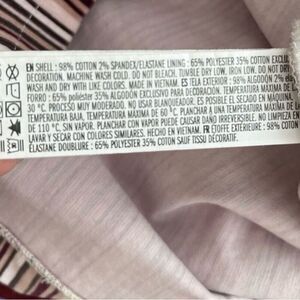 EN SHELL : 98% COTTON 2% SPANDEX/ELASTANE LINING : 65% POLYESTER 35% COTTON EXCLU
DECORATION. MACHINE WASH COLD. DO NOT BLEACH. TUMBLE DRY LOW. IRON LOW. DO NOT DRY
WASH AND DRY WITH LIKE COLORS. MADE IN VIETNAM. ES TELA EXTERIOR : 98% ALGODÓN 2%
FORRO : 65% POLIÉSTER 35% ALGODÓN EXCLUSIVO DE DECORACIÓN. TEMPERATURA MÁXIMA DE LA
30 °C. PROCESO MUY MODERADO. NO USAR BLANQUEADOR. ES POSIBLE EL SECADO EN MÁQUINA.
TEMPERATURA MÁXIMA DE 60 °C. TEMPERATURA BAJA. PLANCHAR A UNA TEMPERATURA MÁXIMA
DE 110 °C, SIN VAPOR. PLANCHAR CON VAPOR PUEDE CAUSAR DAÑO IRREVERSIBLE. NO LIMPIAR EN
LAVAR Y SECAR CON COLORES SIMILARES. HECHO EN VIETNAM. FR ÉTOFFE EXTÉRIEURE : 98% COTON
ÉLASTANE DOUBLURE : 65% POLYESTER 35% COTON SAUF TISSU DÉCORATIF.